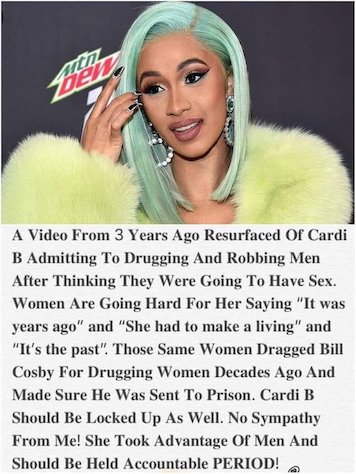 Mtn
DEW
A Video From 3 Years Ago Resurfaced Of Cardi
B Admitting To Drugging And Robbing Men
After Thinking They Were Going To Have Sex.
Women Are Going Hard For Her Saying "It was
years ago" and "She had to make a living" and
"It's the past". Those Same Women Dragged Bill
Cosby For Drugging Women Decades Ago And
Made Sure He Was Sent To Prison. Cardi B
Should Be Locked Up As Well. No Sympathy
From Me! She Took Advantage Of Men And
Should Be Held Accountable PERIOD!